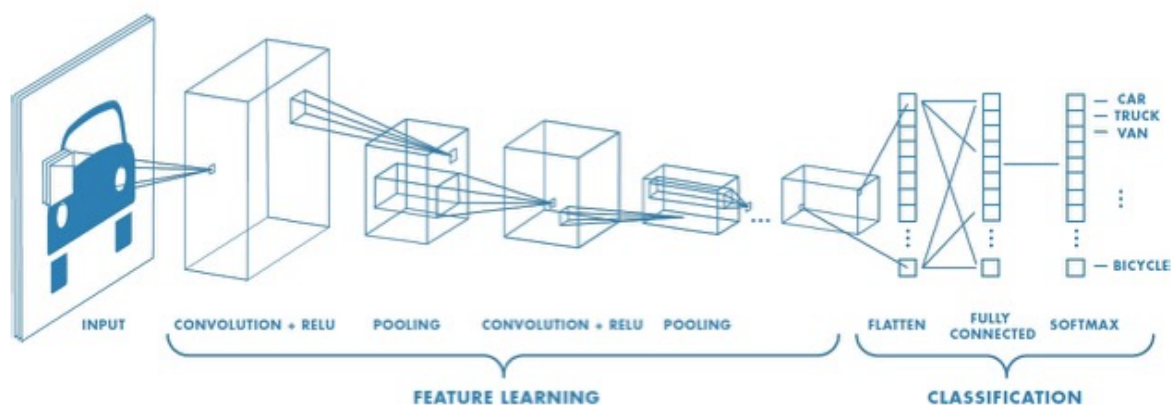 CAR
TRUCK
VAN
BICYCLE
INPUT
CONVOLUTION + RELU
POOLING
CONVOLUTION + RELU
POOLING
FLATTEN
FULLY
CONNECTED
SOFTMAX
FEATURE LEARNING
CLASSIFICATION